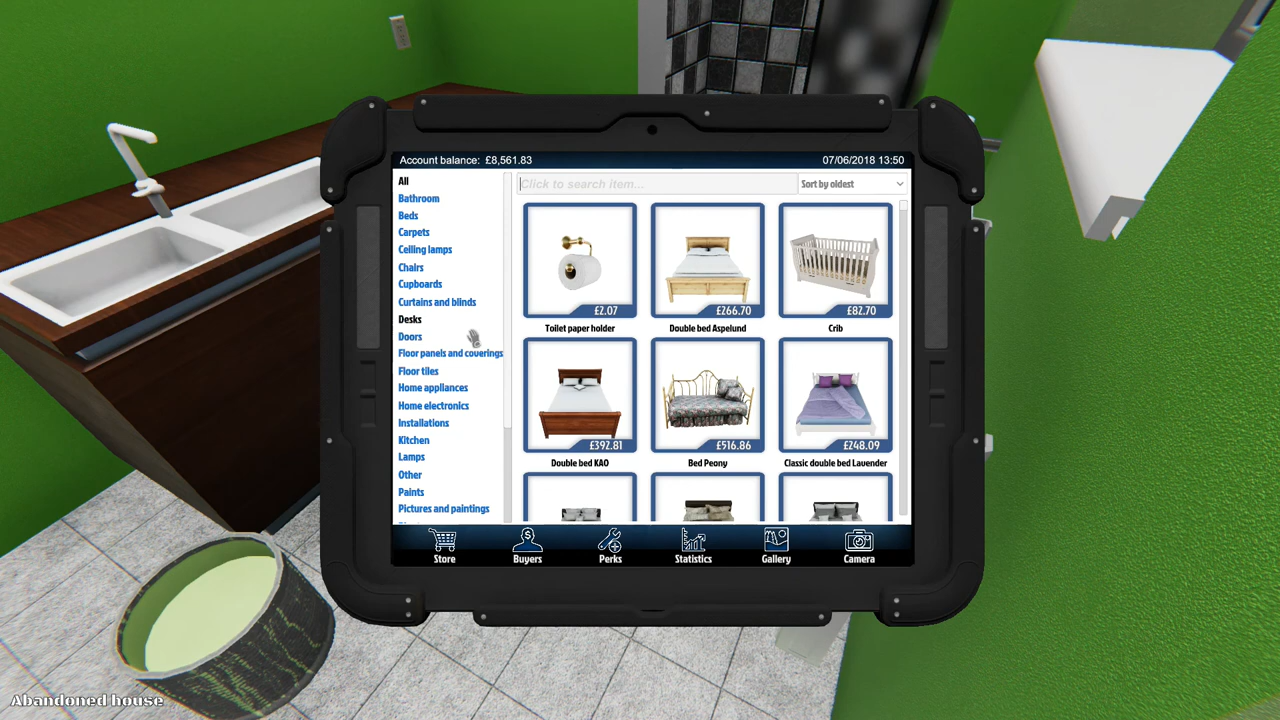 Account balance: £8,561.83
07/06/2018 13:50
All
Bathroom
Beds
Carpets
Ceiling lamps
Chairs
Cupboards
Curtains and blinds
Desks
Doors
Floor panels and coverings
Floor tiles
Home appliances
Home electronics
Installations
Kitchen
Lamps
Other
Paints
Pictures and paintings
Click to search item...
Sort by oldest
£2.07
£266.70
£82.70
Toilet paper holder
Double bed Aspelund
Crib
£392.81
£516.86
£248.09
Double bed KAO
Bed Peony
Classic double bed Lavender
Store
Buyers
Perks
Statistics
Gallery
Camera
Abandoned house